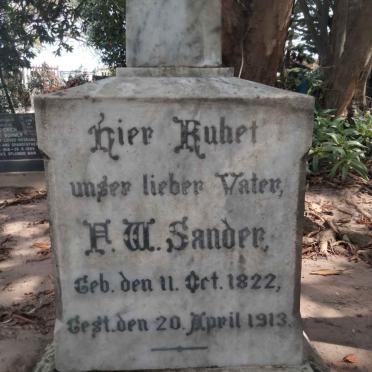 Hier Ruhet
unser lieber Vater,
F. W. Sander,
Geb. den 11. Oct. 1822,
Gest. den 20. April 1913.